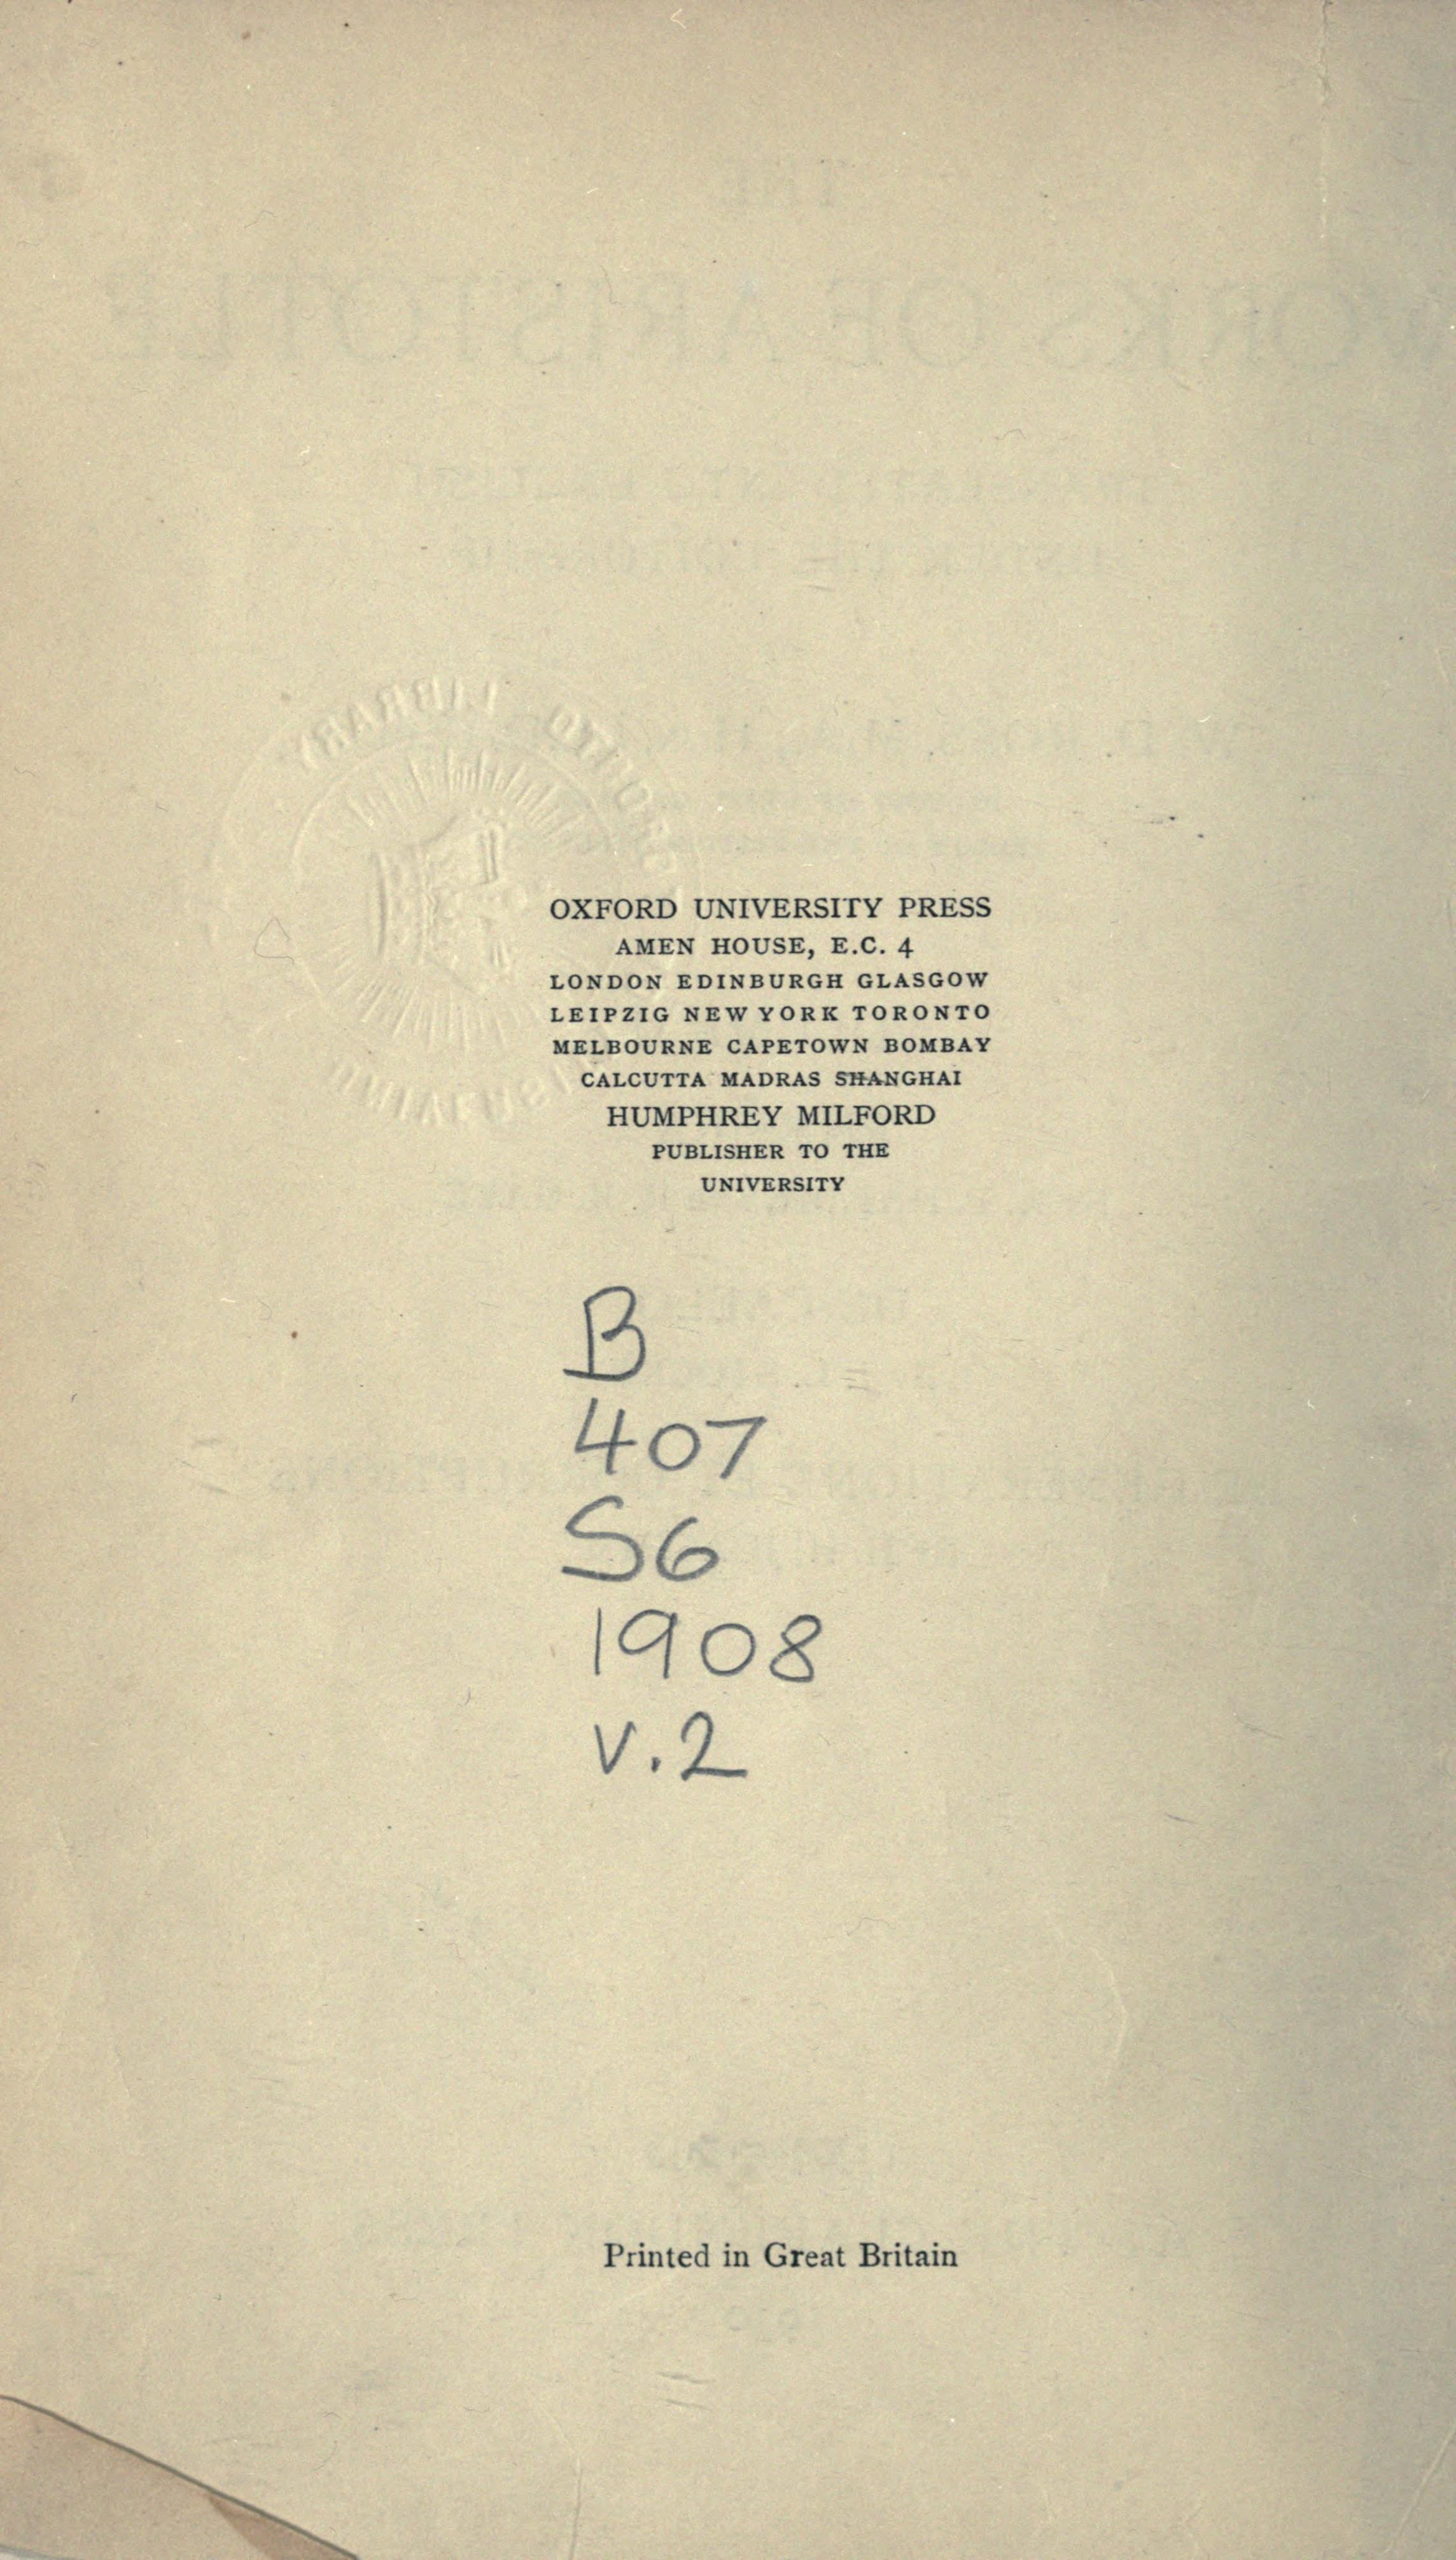 OXFORD UNIVERSITY PRESS
AMEN HOUSE, E.C. 4
LONDON EDINBURGH GLASGOW
LEIPZIG NEW YORK TORONTO
MELBOURNE CAPETOWN BOMBAY
CALCUTTA MADRAS SHANGHAI
HUMPHREY MILFORD
PUBLISHER TO THE
UNIVERSITY
B
407
S6
1908
v.2
Printed in Great Britain